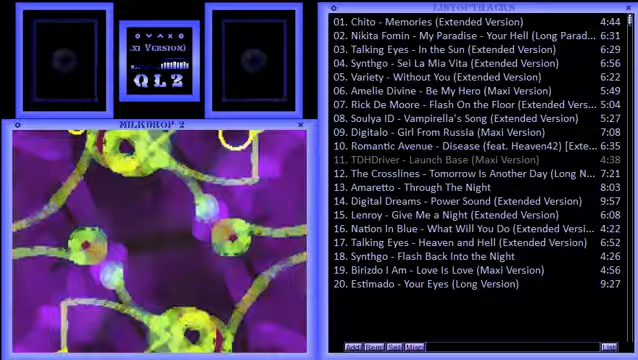 XI VERSION)
QL2
MILKDROP 2
LISTOFTRACKS
01. Chito - Memories (Extended Version) 4:44
02. Nikita Fomin - My Paradise - Your Hell (Long Parad... 6:31
03. Talking Eyes - In the Sun (Extended Version) 6:29
04. Synthgo - Sei La Mia Vita (Extended Version) 6:56
05. Variety - Without You (Extended Version) 6:22
06. Amelie Divine - Be My Hero (Maxi Version) 5:49
07. Rick De Moore - Flash On the Floor (Extended Vers... 5:04
08. Soulya ID - Vampirella's Song (Extended Version) 5:27
09. Digitalo - Girl From Russia (Maxi Version) 7:08
10. Romantic Avenue - Disease (feat. Heaven42) [Exte... 6:35
11. TDHDriver - Launch Base (Maxi Version) 4:38
12. The Crosslines - Tomorrow Is Another Day (Long N... 7:21
13. Amaretto - Through The Night 8:03
14. Digital Dreams - Power Sound (Extended Version) 9:57
15. Lenroy - Give Me a Night (Extended Version) 6:08
16. Nation In Blue - What Will You Do (Extended Versi... 4:22
17. Talking Eyes - Heaven and Hell (Extended Version) 6:52
18. Synthgo - Flash Back Into the Night 4:26
19. Birizdo I Am - Love Is Love (Maxi Version) 4:56
20. Estimado - Your Eyes (Long Version) 9:27
Add Rem Sel Misc List